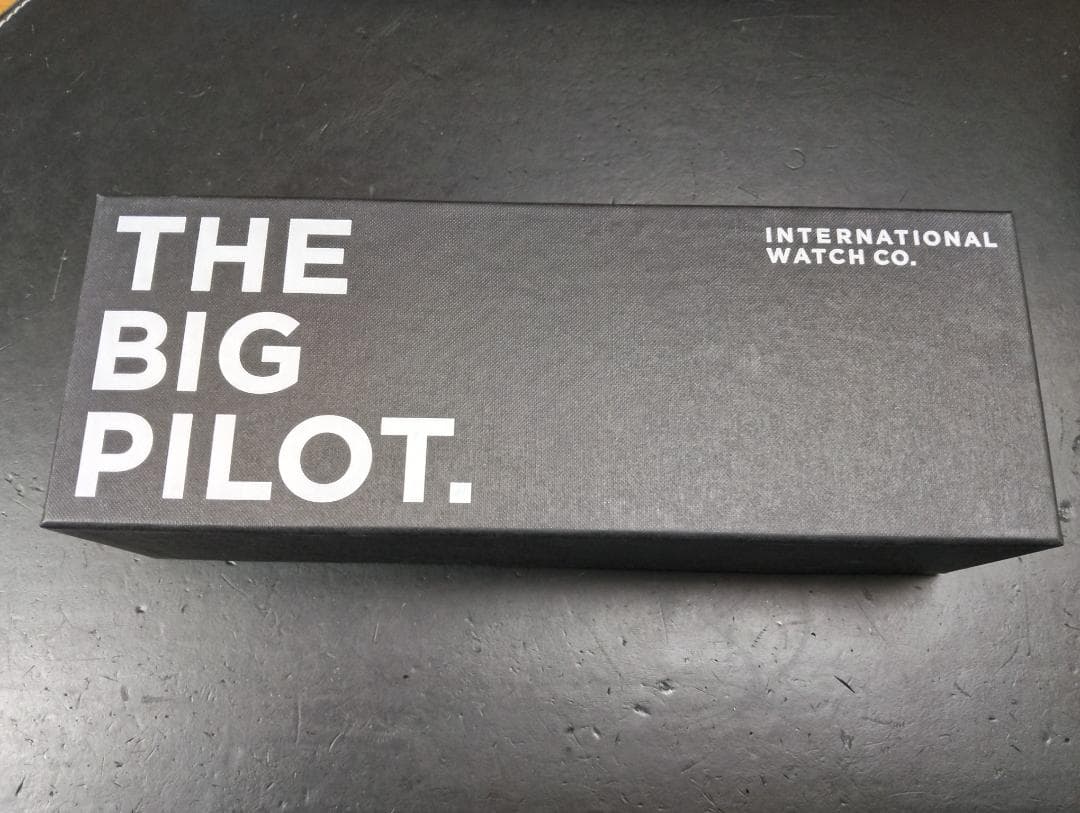 THE
BIG
PILOT.
INTERNATIONAL
WATCH CO.